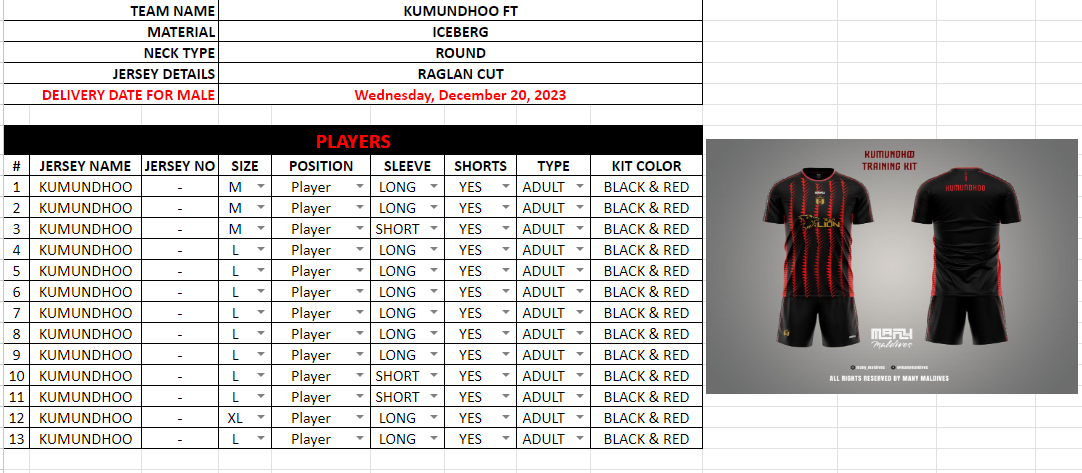 TEAM NAME KUMUNDHOO FT
MATERIAL ICEBERG
NECK TYPE ROUND
JERSEY DETAILS RAGLAN CUT
DELIVERY DATE FOR MALE Wednesday, December 20, 2023
PLAYERS
# JERSEY NAME JERSEY NO SIZE POSITION SLEEVE SHORTS TYPE KIT COLOR
1 KUMUNDHOO - M Player LONG YES ADULT BLACK & RED
2 KUMUNDHOO - M Player LONG YES ADULT BLACK & RED
3 KUMUNDHOO - M Player SHORT YES ADULT BLACK & RED
4 KUMUNDHOO - L Player LONG YES ADULT BLACK & RED
5 KUMUNDHOO - L Player LONG YES ADULT BLACK & RED
6 KUMUNDHOO - L Player LONG YES ADULT BLACK & RED
7 KUMUNDHOO - L Player LONG YES ADULT BLACK & RED
8 KUMUNDHOO - L Player LONG YES ADULT BLACK & RED
9 KUMUNDHOO - L Player LONG YES ADULT BLACK & RED
10 KUMUNDHOO - L Player SHORT YES ADULT BLACK & RED
11 KUMUNDHOO - L Player SHORT YES ADULT BLACK & RED
12 KUMUNDHOO - XL Player LONG YES ADULT BLACK & RED
13 KUMUNDHOO - L Player LONG YES ADULT BLACK & RED
KUMUNDHOO
TRAINING KIT
KUMUNDHOO
LION
MANY
Maldives
ALL RIGHTS RESERVED BY MANY MALDIVES